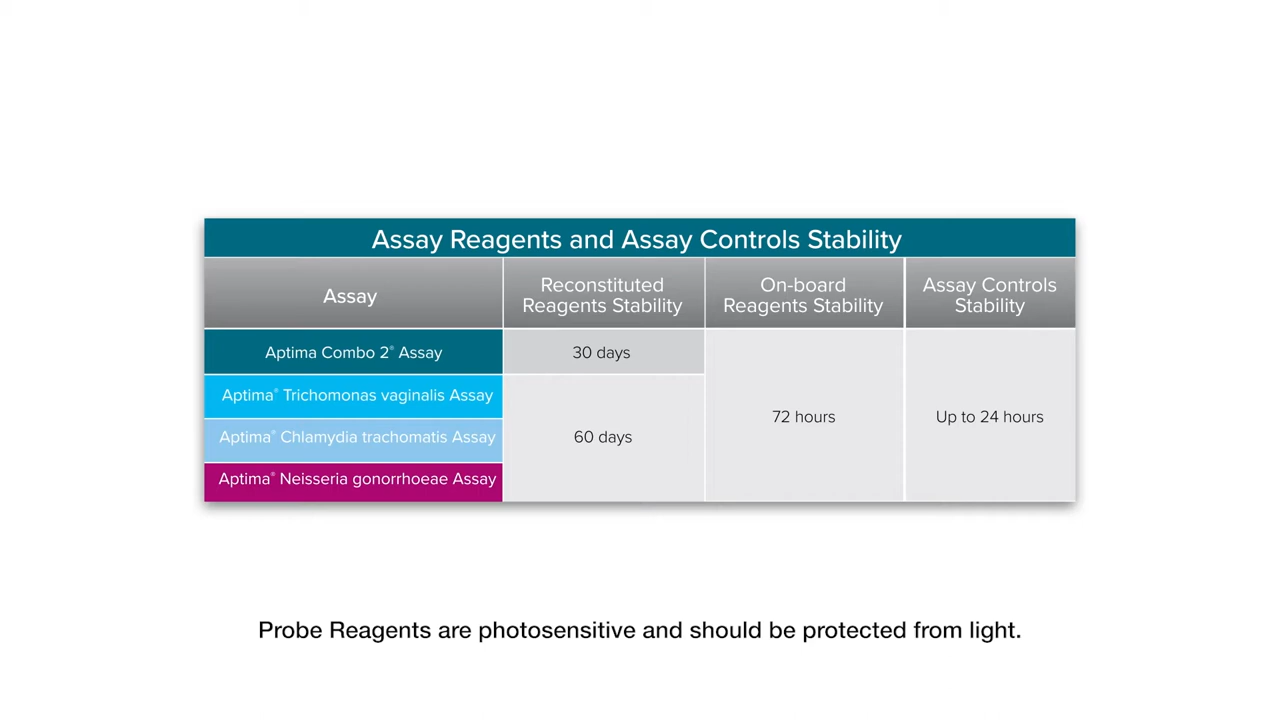 Assay Reagents and Assay Controls Stability
Assay
Reconstituted
Reagents Stability
On-board
Reagents Stability
Assay Controls
Stability
Aptima Combo 2® Assay
30 days
Aptima® Trichomonas vaginalis Assay
Aptima® Chlamydia trachomatis Assay
Aptima® Neisseria gonorrhoeae Assay
60 days
72 hours
Up to 24 hours
Probe Reagents are photosensitive and should be protected from light.